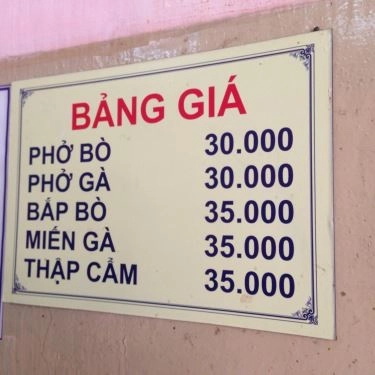 BẢNG GIÁ
PHỞ BÒ 30.000
PHỞ GÀ 30.000
BẮP BÒ 35.000
MIẾN GÀ 35.000
THẬP CẨM 35.000